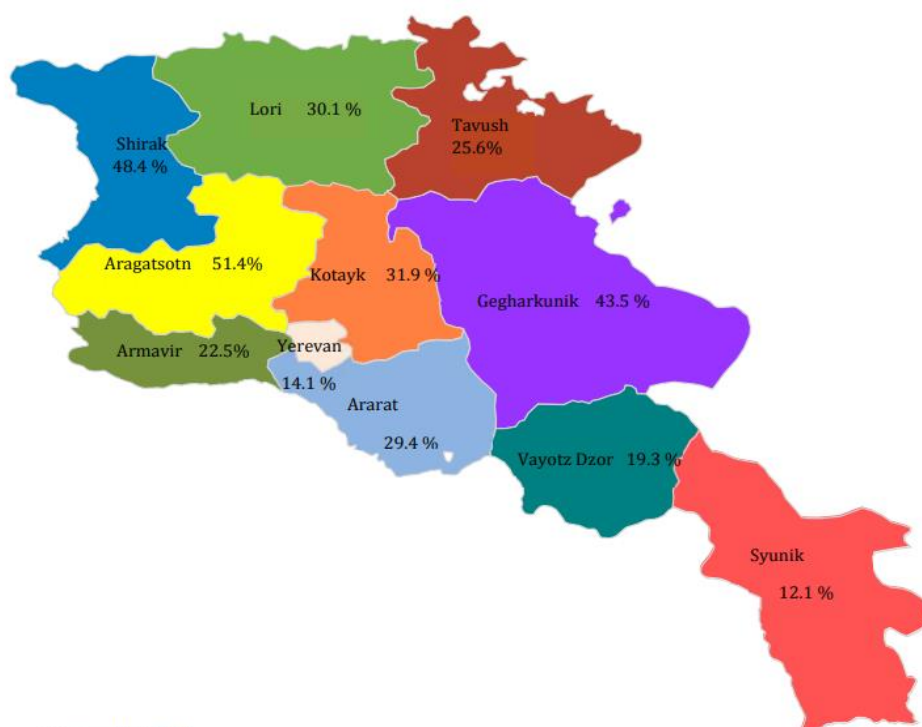 Lori 30.1 %
Tavush
25.6%
Shirak
48.4 %
Aragatsotn 51.4%
Kotayk 31.9 %
Gegharkunik 43.5 %
Armavir 22.5%
Yerevan
14.1 %
Ararat
29.4 %
Vayotz Dzor 19.3 %
Syunik
12.1 %